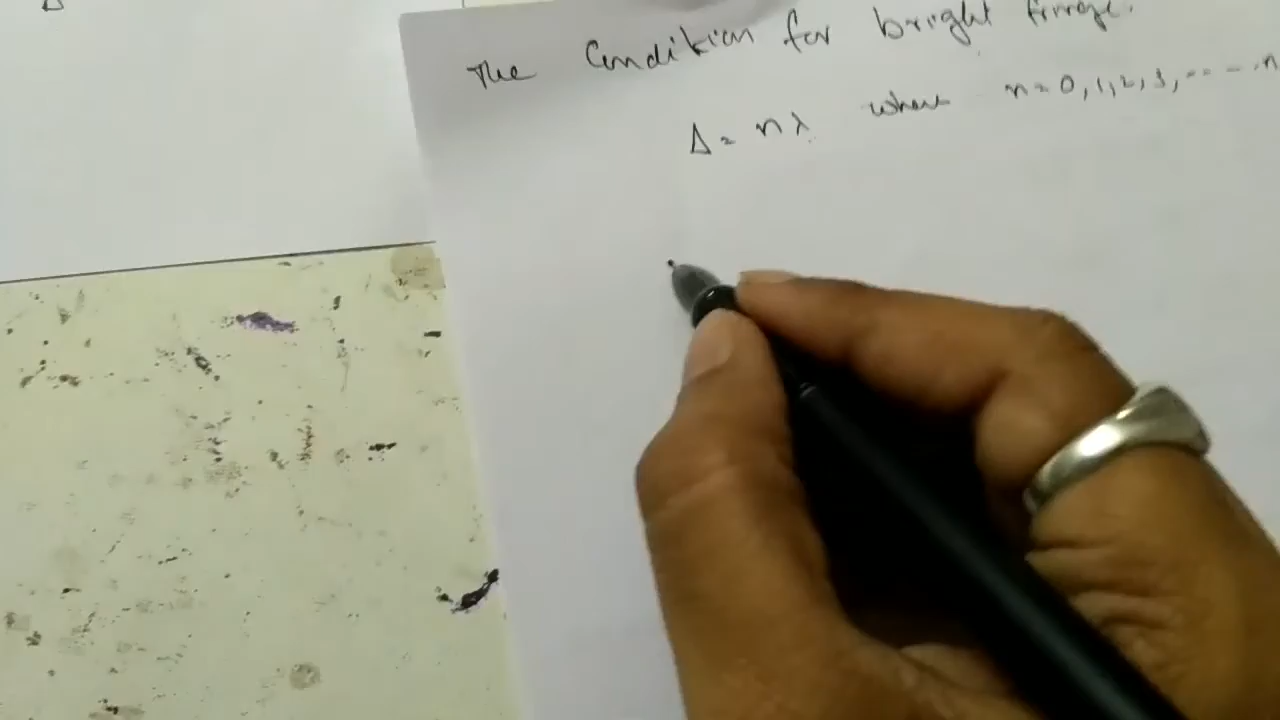 Δ
The Condition for bright fringe.
Δ = nλ where n = 0, 1, 2, 3, ---- n